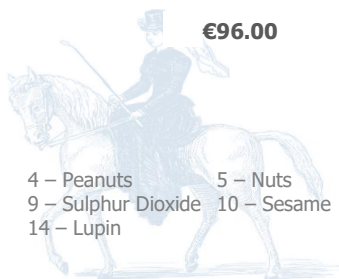 €96.00
4 – Peanuts 5 – Nuts
9 – Sulphur Dioxide 10 – Sesame
14 – Lupin